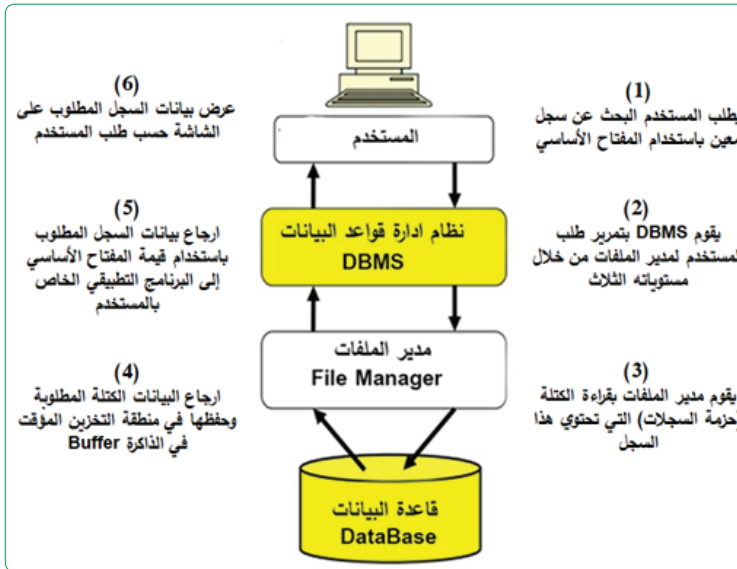 (1)
يطلب المستخدم البحث عن سجل
معين باستخدام المفتاح الأساسي
(2)
يقوم DBMS بتمرير طلب
المستخدم لمدير الملفات من خلال
مستوياته الثلاث
(3)
يقوم مدير الملفات بقراءة الكتلة
(حزمة السجلات) التي تحتوي هذا
السجل
المستخدم
نظام ادارة قواعد البيانات
DBMS
مدير الملفات
File Manager
قاعدة البيانات
DataBase
(6)
عرض بيانات السجل المطلوب على
الشاشة حسب طلب المستخدم
(5)
ارجاع بيانات السجل المطلوب
باستخدام قيمة المفتاح الأساسي
إلى البرنامج التطبيقي الخاص
بالمستخدم
(4)
ارجاع البيانات الكتلة المطلوبة
وحفظها في منطقة التخزين المؤقت
في الذاكرة Buffer